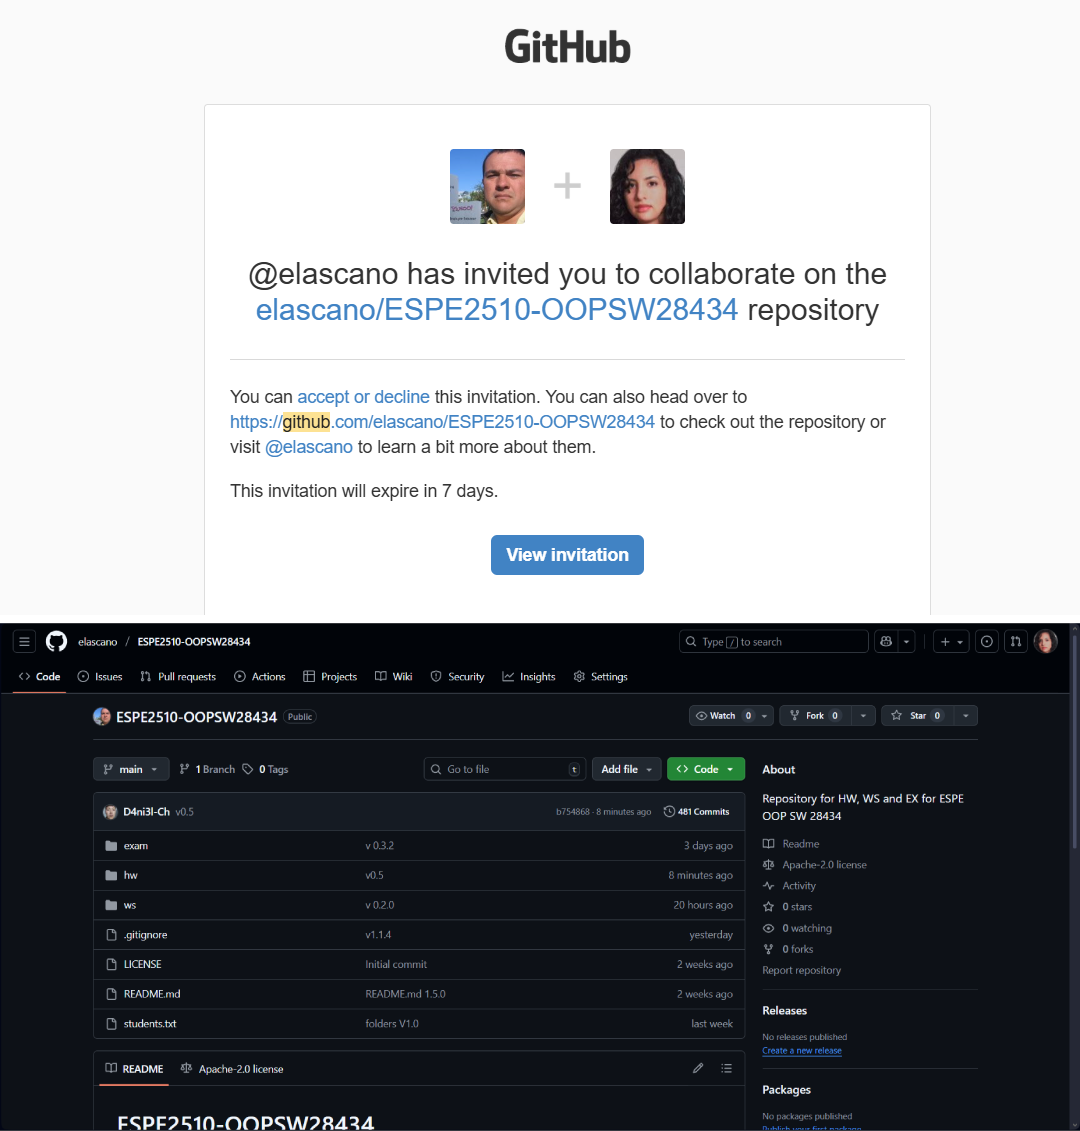 GitHub
@elascano has invited you to collaborate on the
elascano/ESPE2510-OOPSW28434 repository
You can accept or decline this invitation. You can also head over to
https://github.com/elascano/ESPE2510-OOPSW28434 to check out the repository or
visit @elascano to learn a bit more about them.
This invitation will expire in 7 days.
View invitation
elascano / ESPE2510-OOPSW28434
Type / to search
Code Issues Pull requests Actions Projects Wiki Security Insights Settings
ESPE2510-OOPSW28434 Public
Watch 0 Fork 0 Star 0
main 1 Branch 0 Tags
Go to file t Add file Code
D4ni3l-Ch v0.5 b754868 · 8 minutes ago 481 Commits
exam v 0.3.2 3 days ago
hw v0.5 8 minutes ago
ws v 0.2.0 20 hours ago
.gitignore v1.1.4 yesterday
LICENSE Initial commit 2 weeks ago
README.md README.md 1.5.0 2 weeks ago
students.txt folders V1.0 last week
README Apache-2.0 license
ESPE2510-OOPSW28434
About
Repository for HW, WS and EX for ESPE
OOP SW 28434
Readme
Apache-2.0 license
Activity
0 stars
0 watching
0 forks
Report repository
Releases
No releases published
Create a new release
Packages
No packages published
Publish your first package